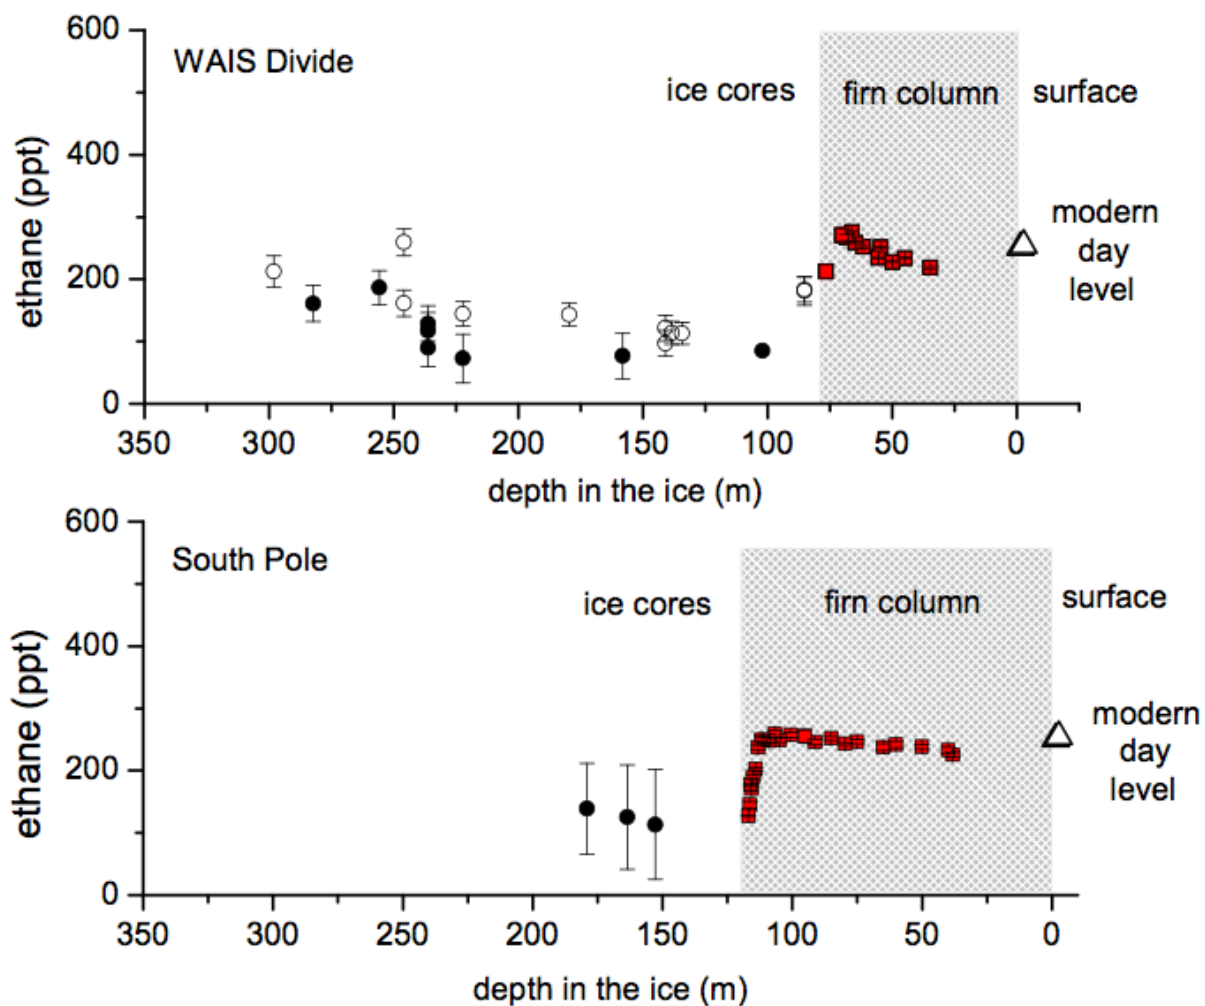 600
WAIS Divide
ice cores
firn column
surface
400
modern
day
level
200
0
ethane (ppt)
350
300
250
200
150
100
50
0
depth in the ice (m)
600
South Pole
ice cores
firn column
surface
400
modern
day
level
200
0
ethane (ppt)
350
300
250
200
150
100
50
0
depth in the ice (m)